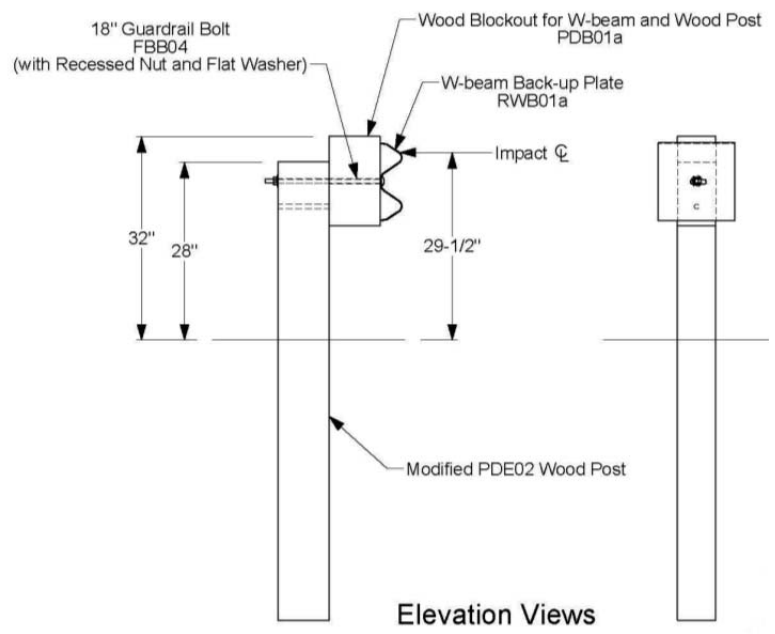 18" Guardrail Bolt
FBB04
(with Recessed Nut and Flat Washer)
Wood Blockout for W-beam and Wood Post
PDB01a
W-beam Back-up Plate
RWB01a
Impact ℄
32"
28"
29-1/2"
C
Modified PDE02 Wood Post
Elevation Views